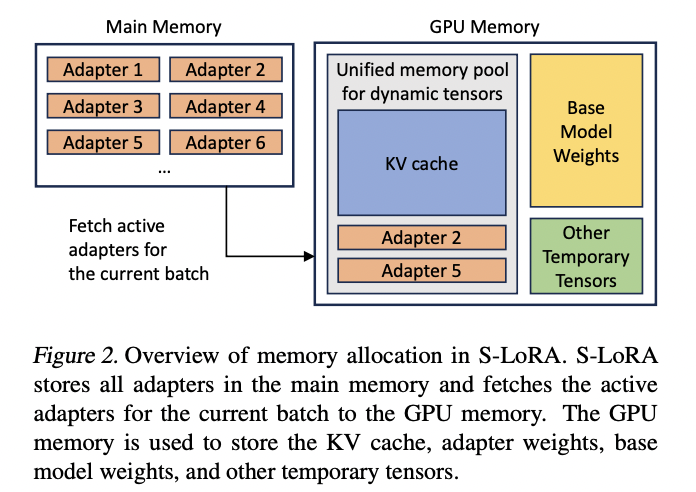 Main Memory
Adapter 1
Adapter 2
Adapter 3
Adapter 4
Adapter 5
Adapter 6
...
Fetch active
adapters for
the current batch
GPU Memory
Unified memory pool
for dynamic tensors
KV cache
Adapter 2
Adapter 5
Base
Model
Weights
Other
Temporary
Tensors
Figure 2. Overview of memory allocation in S-LoRA. S-LoRA
stores all adapters in the main memory and fetches the active
adapters for the current batch to the GPU memory. The GPU
memory is used to store the KV cache, adapter weights, base
model weights, and other temporary tensors.